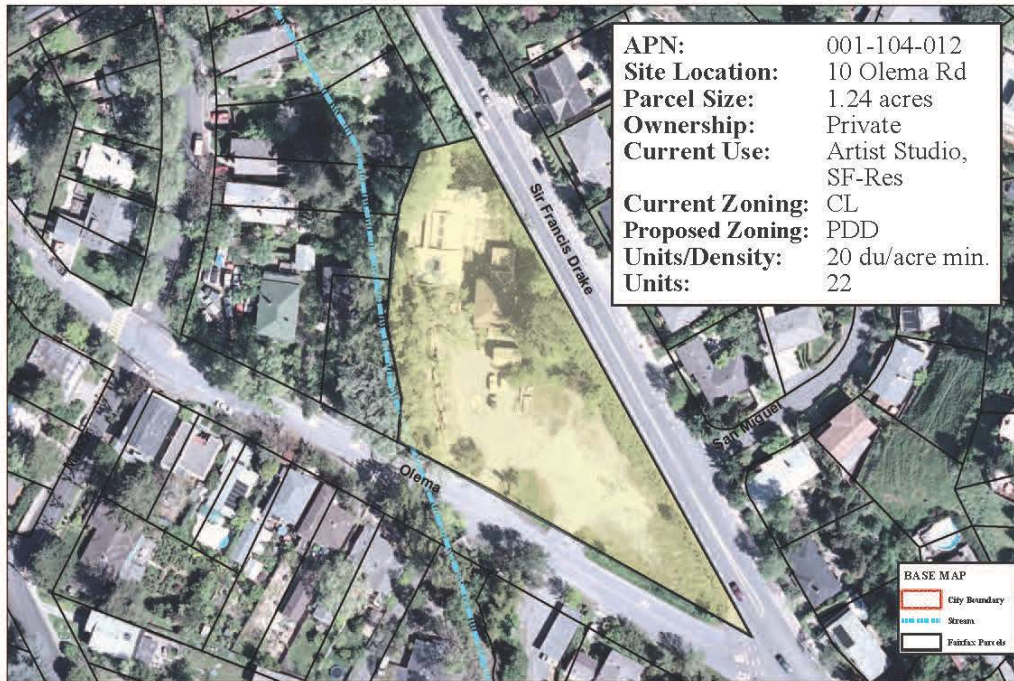 APN: 001-104-012
Site Location: 10 Olema Rd
Parcel Size: 1.24 acres
Ownership: Private
Current Use: Artist Studio,
SF-Res
Current Zoning: CL
Proposed Zoning: PDD
Units/Density: 20 du/acre min.
Units: 22
Sir Francis Drake
San Miguel
Olema
BASE MAP
City Boundary
Stream
Fairfax Parcels